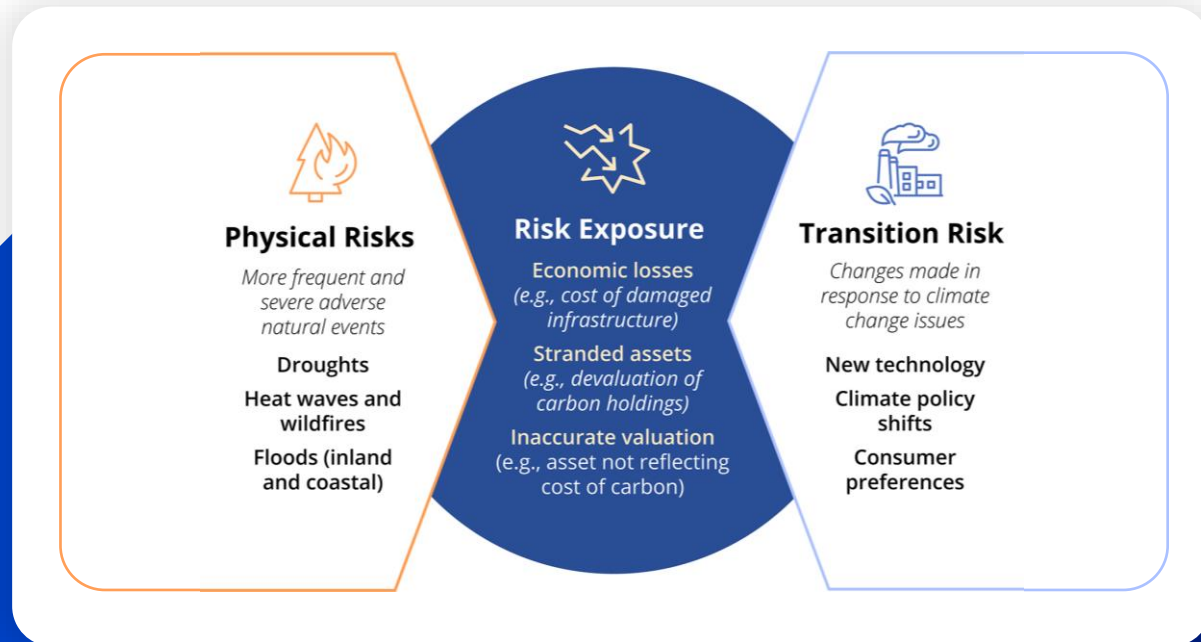 Physical Risks
More frequent and
severe adverse
natural events
Droughts
Heat waves and
wildfires
Floods (inland
and coastal)
Risk Exposure
Economic losses
(e.g., cost of damaged
infrastructure)
Stranded assets
(e.g., devaluation of
carbon holdings)
Inaccurate valuation
(e.g., asset not reflecting
cost of carbon)
Transition Risk
Changes made in
response to climate
change issues
New technology
Climate policy
shifts
Consumer
preferences